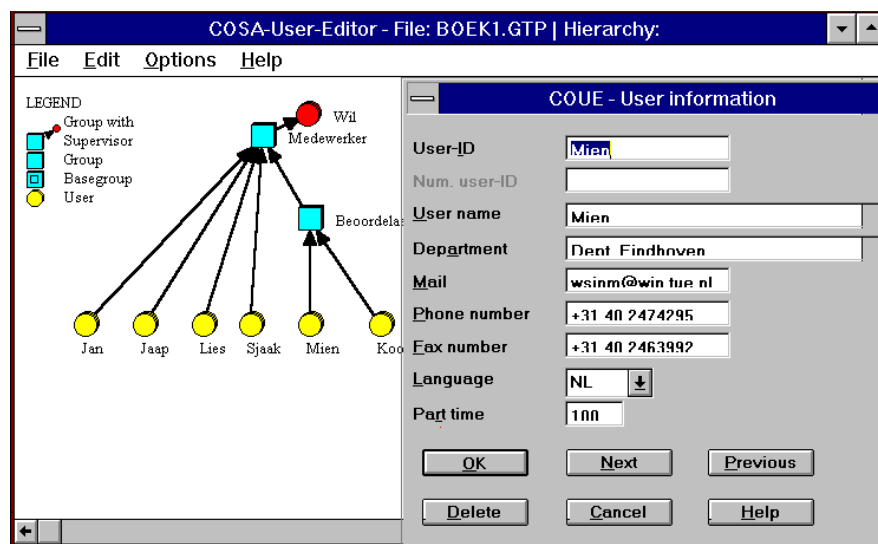 COSA-User-Editor - File: BOEK1.GTP | Hierarchy:
File Edit Options Help
LEGEND
Group with
Supervisor
Group
Basegroup
User
Wil
Medewerker
Beoordelaa
Jan Jaap Lies Sjaak Mien Koo
COUE - User information
User-ID Mien
Num. user-ID
User name Mien
Department Dept Eindhoven
Mail wsinm@win.tue.nl
Phone number +31 40 2474295
Fax number +31 40 2463992
Language NL
Part time 100
OK Next Previous
Delete Cancel Help